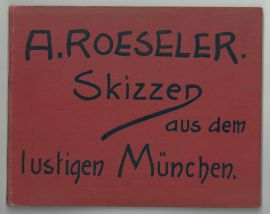 A. ROESELER.
Skizzen
aus dem
lustigen München.